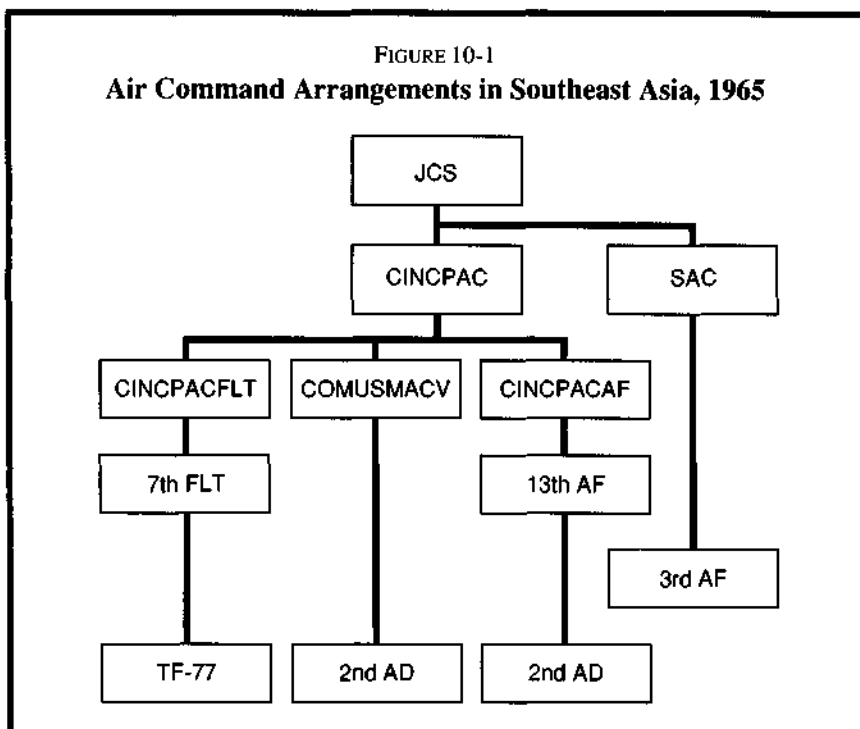 FIGURE 10-1
Air Command Arrangements in Southeast Asia, 1965
JCS
CINCPAC
SAC
CINCPACFLT
COMUSMACV
CINCPACAF
7th FLT
13th AF
3rd AF
TF-77
2nd AD
2nd AD